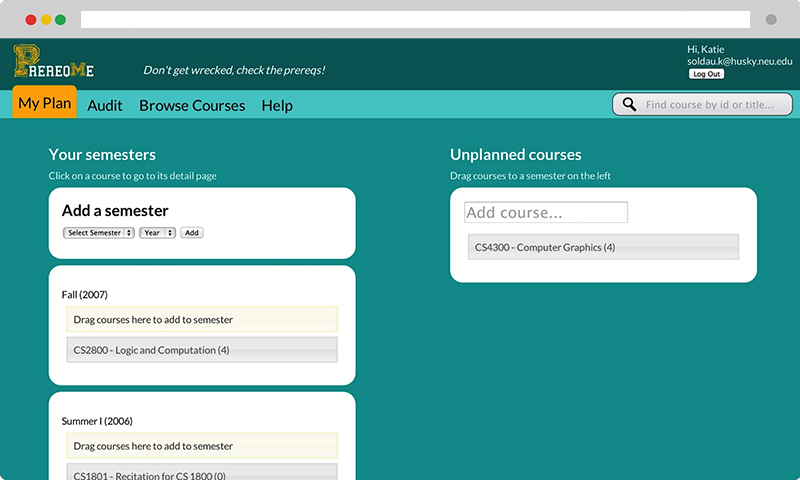 PREREQME
Don't get wrecked, check the prereqs!
Hi, Katie
soldau.k@husky.neu.edu
Log Out
My Plan
Audit
Browse Courses
Help
Find course by id or title...
Your semesters
Click on a course to go to its detail page
Add a semester
Select Semester
Year
Add
Fall (2007)
Drag courses here to add to semester
CS2800 - Logic and Computation (4)
Summer I (2006)
Drag courses here to add to semester
CS1801 - Recitation for CS 1800 (0)
Unplanned courses
Drag courses to a semester on the left
Add course...
CS4300 - Computer Graphics (4)